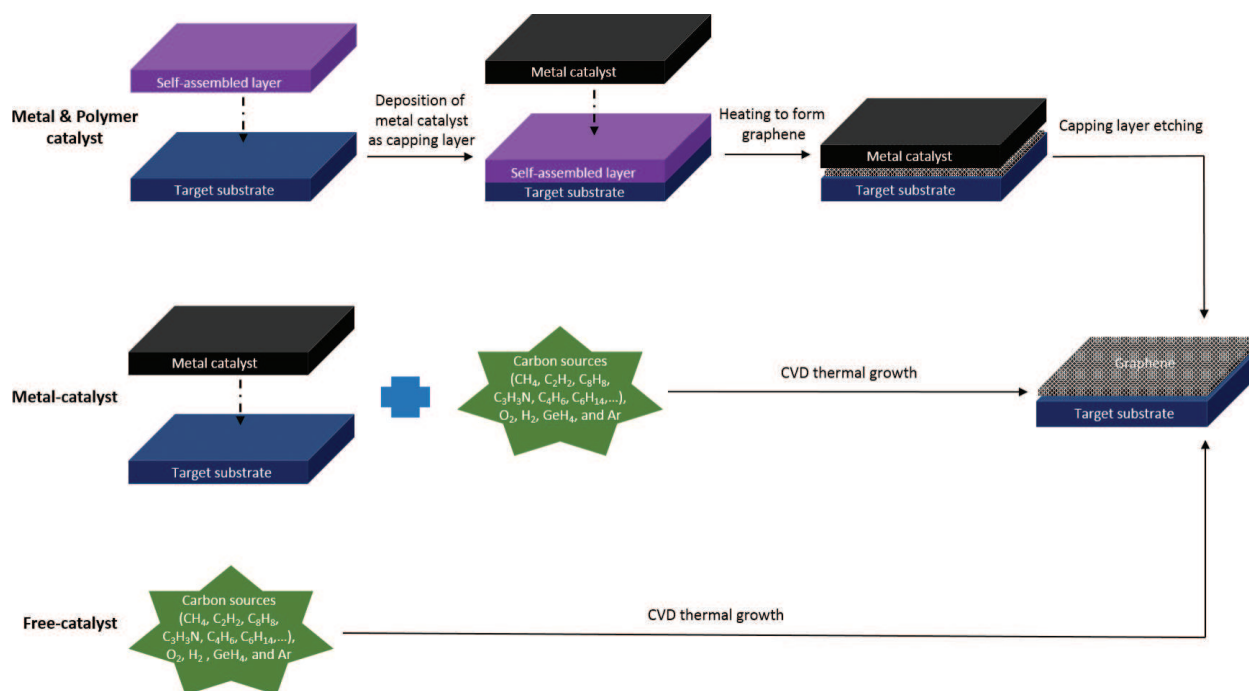 Metal & Polymer
catalyst
Self-assembled layer
Target substrate
Deposition of
metal catalyst
as capping layer
Metal catalyst
Self-assembled layer
Target substrate
Heating to form
graphene
Metal catalyst
Target substrate
Capping layer etching
Metal-catalyst
Metal catalyst
Target substrate
Carbon sources
(CH₄, C₂H₂, C₈H₈,
C₃H₃N, C₄H₆, C₆H₁₄,...),
O₂, H₂, GeH₄, and Ar
CVD thermal growth
Graphene
Target substrate
Free-catalyst
Carbon sources
(CH₄, C₂H₂, C₈H₈,
C₃H₃N, C₄H₆, C₆H₁₄,...),
O₂, H₂ , GeH₄, and Ar
CVD thermal growth